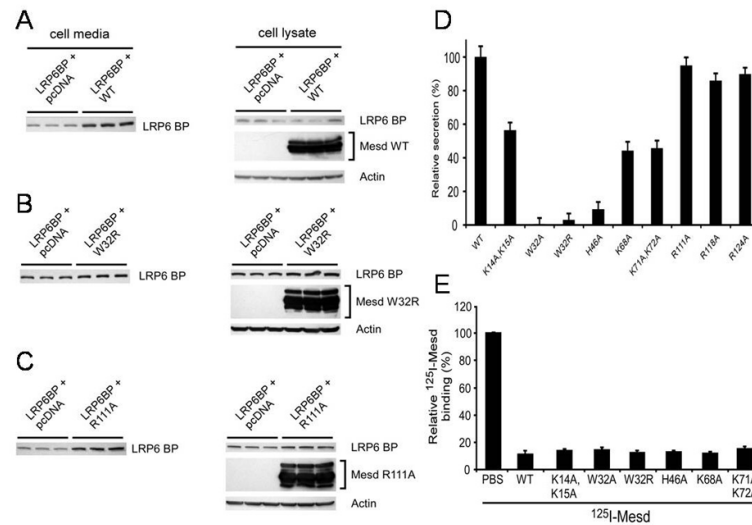 A
cell media
LRP6BP +
pcDNA
LRP6BP +
WT
LRP6 BP
cell lysate
LRP6BP +
pcDNA
LRP6BP +
WT
LRP6 BP
Mesd WT
Actin
B
LRP6BP +
pcDNA
LRP6BP +
W32R
LRP6 BP
LRP6BP +
pcDNA
LRP6BP +
W32R
LRP6 BP
Mesd W32R
Actin
C
LRP6BP +
pcDNA
LRP6BP +
R111A
LRP6 BP
LRP6BP +
pcDNA
LRP6BP +
R111A
LRP6 BP
Mesd R111A
Actin
D
Relative secretion (%)
100
80
60
40
20
0
WT
K14A,K15A
W32A
W32R
H46A
K68A
K71A,K72A
R111A
R118A
R124A
E
Relative ¹²⁵I-Mesd
binding (%)
120
100
80
60
40
20
0
PBS
WT
K14A,
K15A
W32A
W32R
H46A
K68A
K71A
K72A
¹²⁵I-Mesd